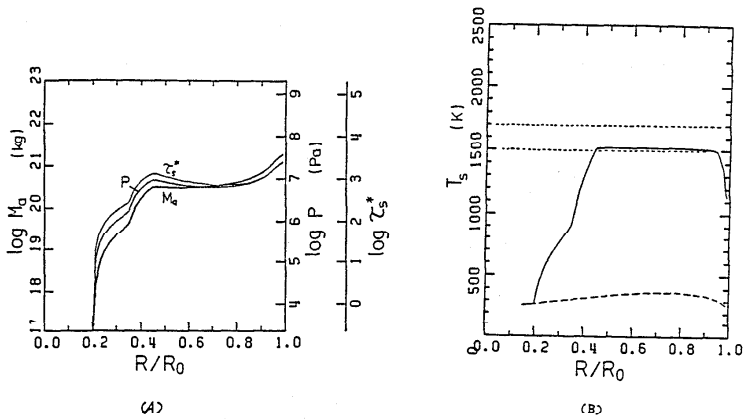 log Ma (kg)
23
22
21
20
19
18
17
0.0 0.2 0.4 0.6 0.8 1.0
R/R0
τs*
P
Ma
log P (Pa)
9
8
7
6
5
4
log τs*
5
4
3
2
1
0
(A)
Ts (K)
2500
2000
1500
1000
500
0
0.0 0.2 0.4 0.6 0.8 1.0
R/R0
(B)